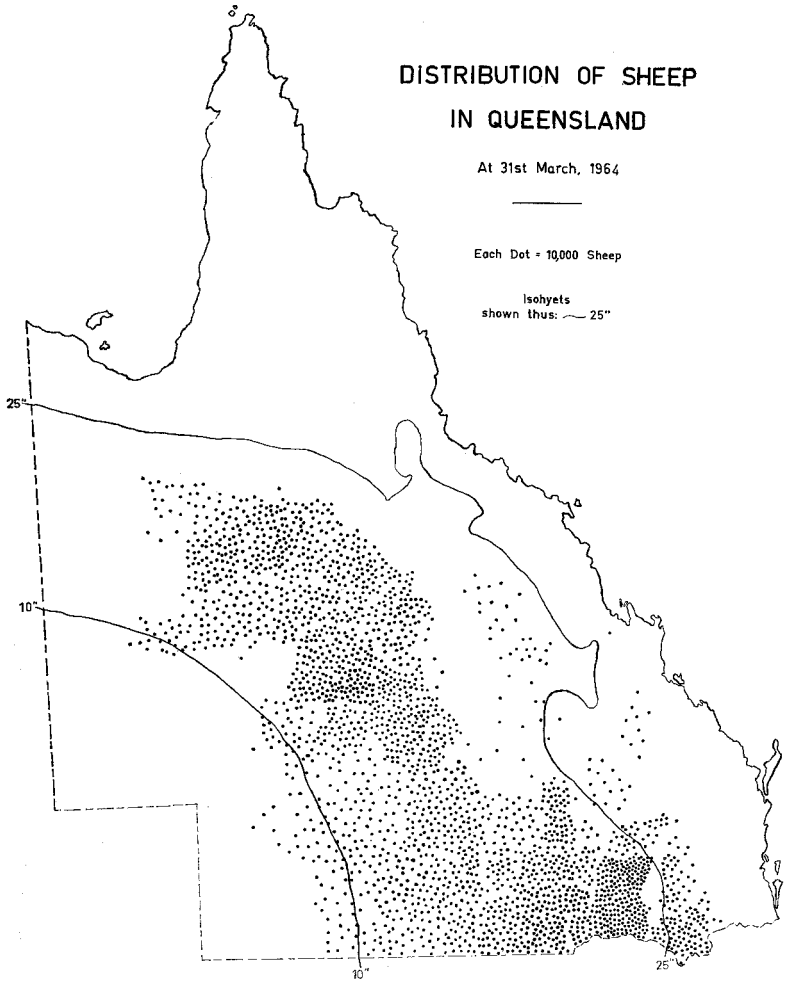 DISTRIBUTION OF SHEEP
IN QUEENSLAND
At 31st March, 1964
Each Dot = 10,000 Sheep
Isohyets
shown thus: 25"
25"
10"
10"
25"